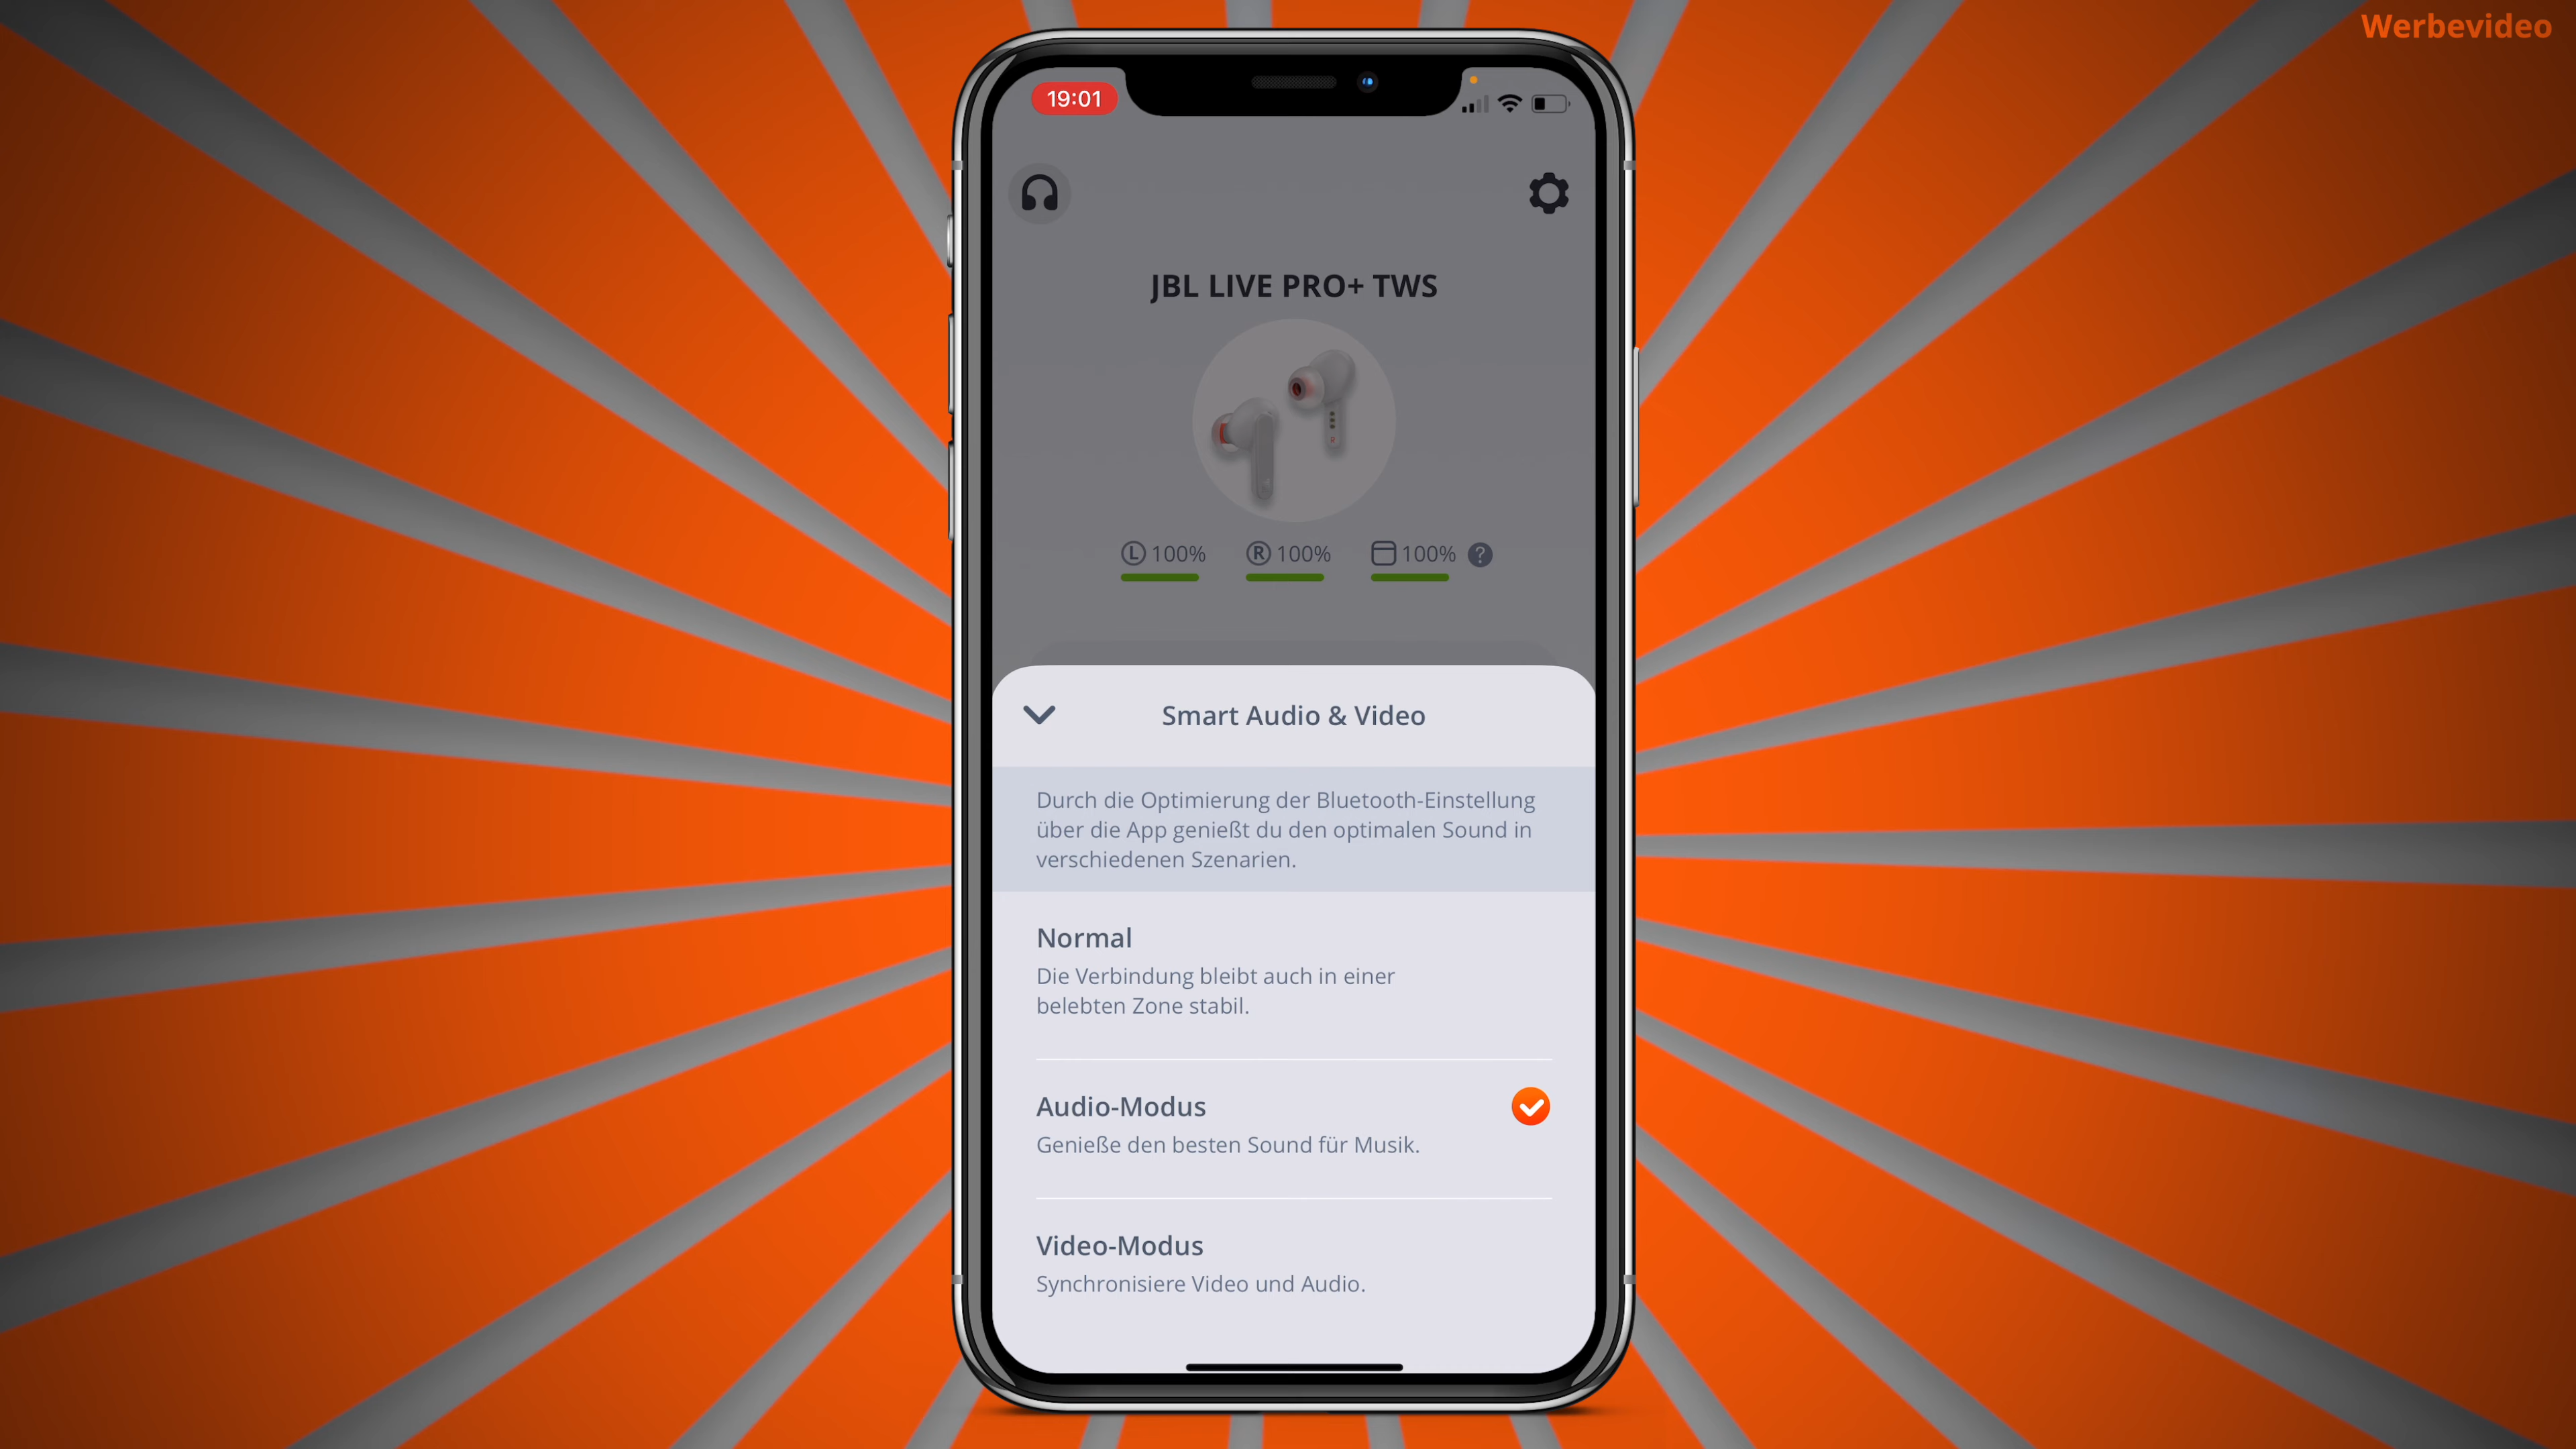 Werbevideo
19:01
JBL LIVE PRO+ TWS
L 100% R 100% 100% ?
Smart Audio & Video
Durch die Optimierung der Bluetooth-Einstellung
über die App genießt du den optimalen Sound in
verschiedenen Szenarien.
Normal
Die Verbindung bleibt auch in einer
belebten Zone stabil.
Audio-Modus
Genieße den besten Sound für Musik.
Video-Modus
Synchronisiere Video und Audio.